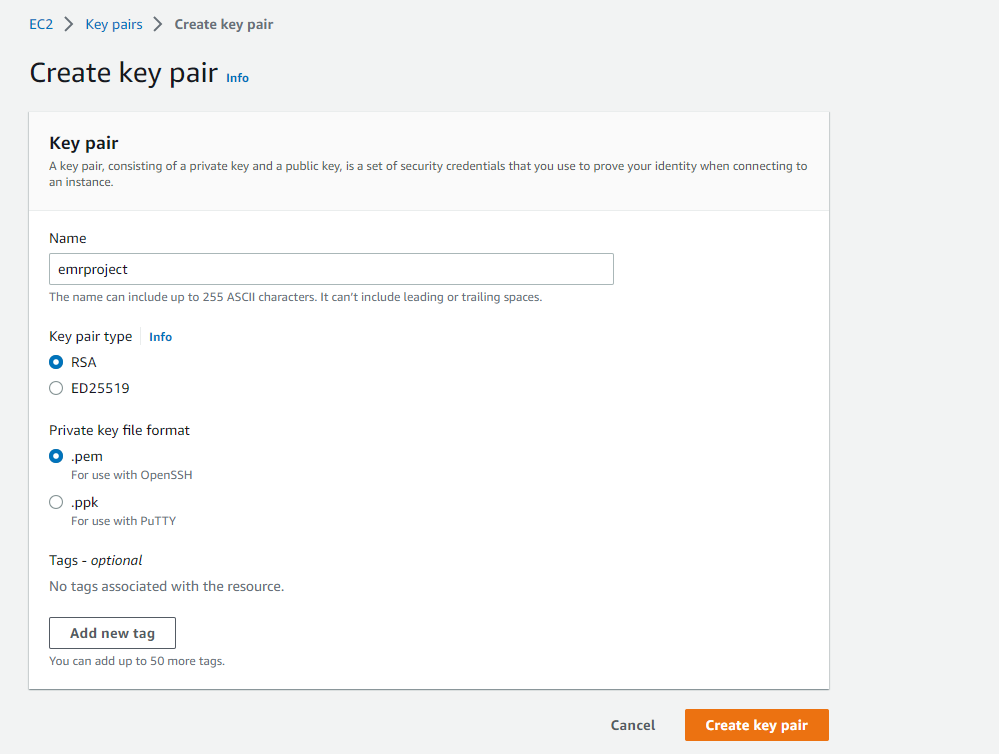 EC2 > Key pairs > Create key pair
Create key pair Info
Key pair
A key pair, consisting of a private key and a public key, is a set of security credentials that you use to prove your identity when connecting to
an instance.
Name
emrproject
The name can include up to 255 ASCII characters. It can't include leading or trailing spaces.
Key pair type Info
RSA
ED25519
Private key file format
.pem
For use with OpenSSH
.ppk
For use with PuTTY
Tags - optional
No tags associated with the resource.
Add new tag
You can add up to 50 more tags.
Cancel Create key pair